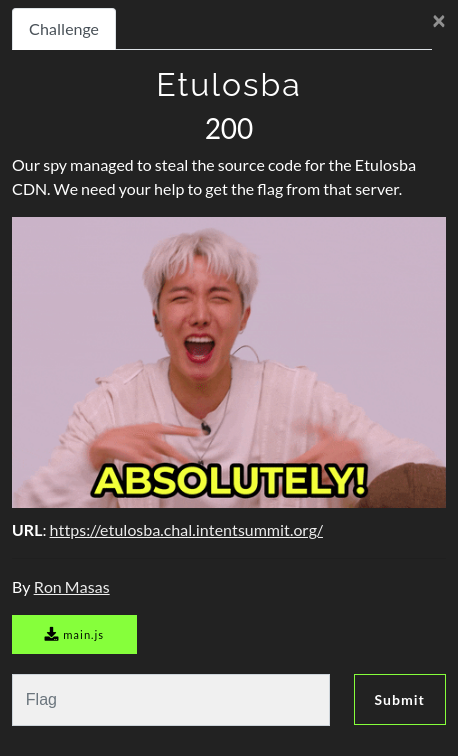 Challenge
×
Etulosba
200
Our spy managed to steal the source code for the Etulosba
CDN. We need your help to get the flag from that server.
ABSOLUTELY!
URL: https://etulosba.chal.intentsummit.org/
By Ron Masas
main.js
Flag
Submit